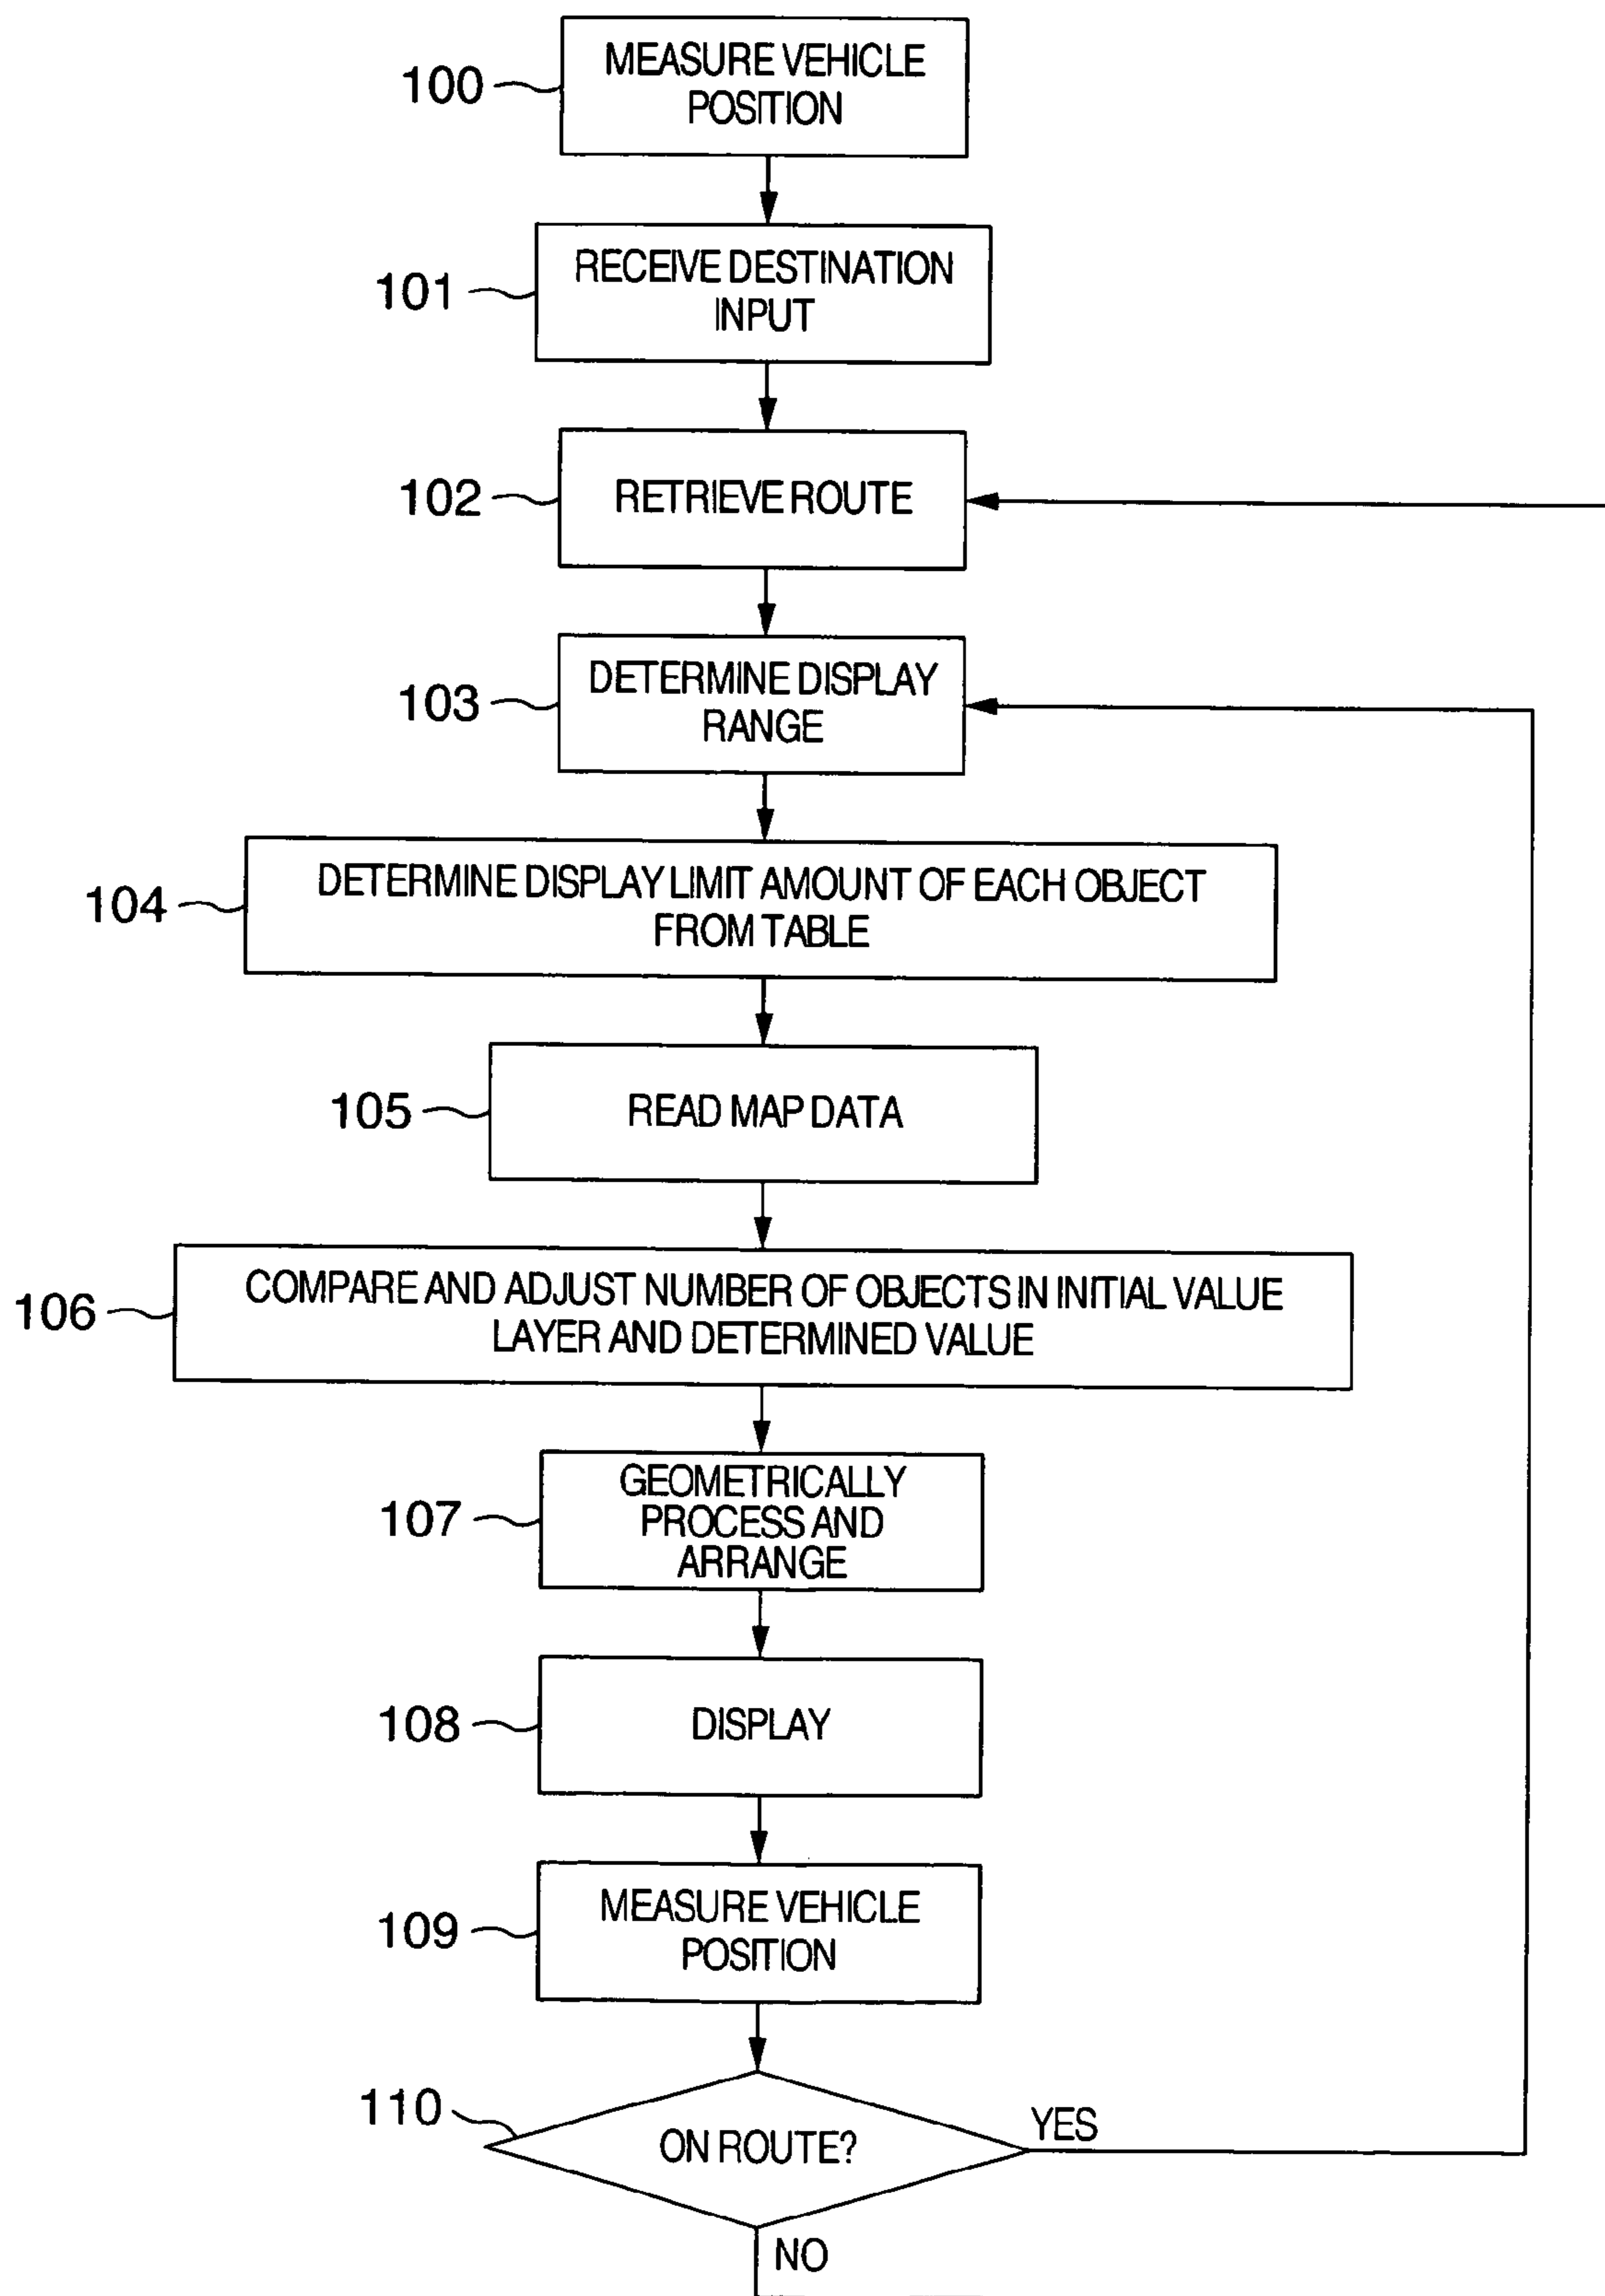 100
MEASURE VEHICLE
POSITION
101
RECEIVE DESTINATION
INPUT
102
RETRIEVE ROUTE
103
DETERMINE DISPLAY
RANGE
104
DETERMINE DISPLAY LIMIT AMOUNT OF EACH OBJECT
FROM TABLE
105
READ MAP DATA
106
COMPARE AND ADJUST NUMBER OF OBJECTS IN INITIAL VALUE
LAYER AND DETERMINED VALUE
107
GEOMETRICALLY
PROCESS AND
ARRANGE
108
DISPLAY
109
MEASURE VEHICLE
POSITION
110
ON ROUTE?
YES
NO